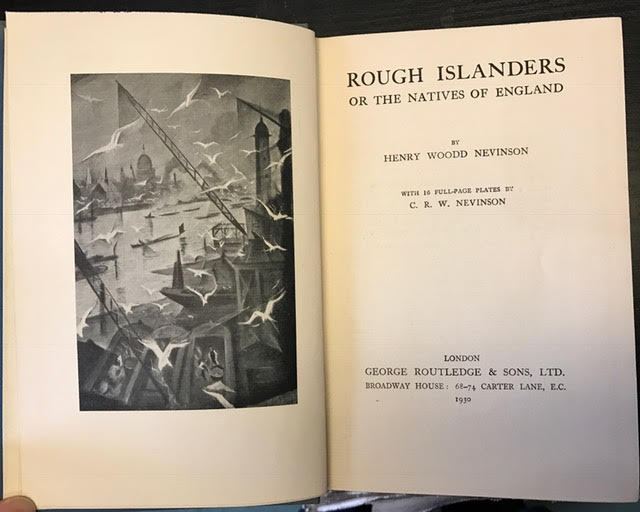 ROUGH ISLANDERS
OR THE NATIVES OF ENGLAND
BY
HENRY WOODD NEVINSON
WITH 16 FULL-PAGE PLATES BY
C. R. W. NEVINSON
LONDON
GEORGE ROUTLEDGE & SONS, LTD.
BROADWAY HOUSE: 68–74 CARTER LANE, E.C.
1930